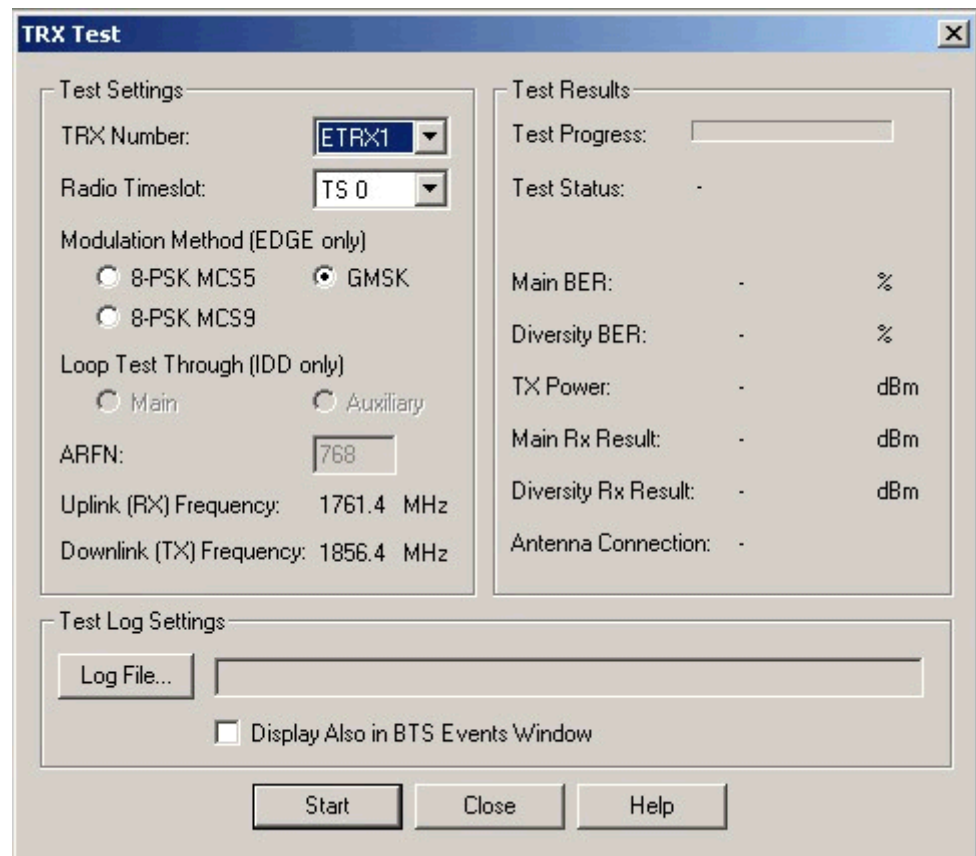 TRX Test
Test Settings
TRX Number: ETRX1
Radio Timeslot: TS 0
Modulation Method (EDGE only)
8-PSK MCS5 GMSK
8-PSK MCS9
Loop Test Through (IDD only)
Main Auxiliary
ARFN: 768
Uplink (RX) Frequency: 1761.4 MHz
Downlink (TX) Frequency: 1856.4 MHz
Test Results
Test Progress:
Test Status: -
Main BER: - %
Diversity BER: - %
TX Power: - dBm
Main Rx Result: - dBm
Diversity Rx Result: - dBm
Antenna Connection: -
Test Log Settings
Log File...
Display Also in BTS Events Window
Start Close Help